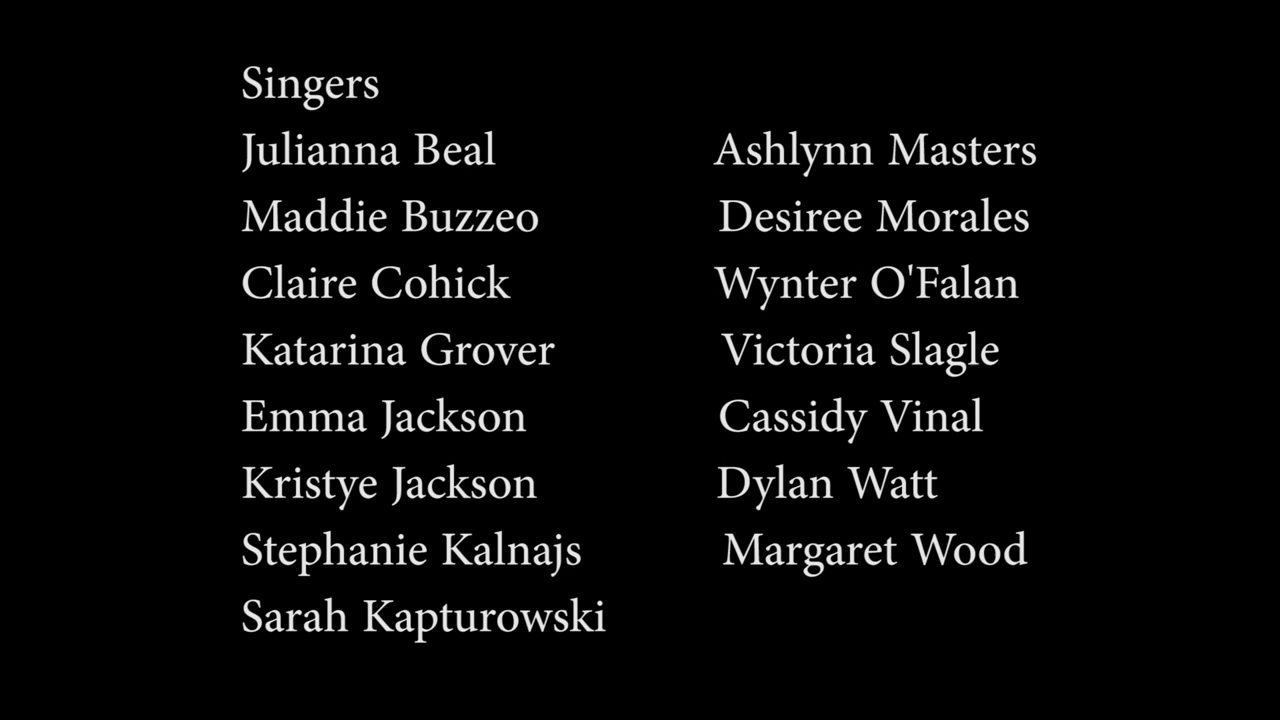 Singers
Julianna Beal
Maddie Buzzeo
Claire Cohick
Katarina Grover
Emma Jackson
Kristye Jackson
Stephanie Kalnajs
Sarah Kapturowski
Ashlynn Masters
Desiree Morales
Wynter O'Falan
Victoria Slagle
Cassidy Vinal
Dylan Watt
Margaret Wood